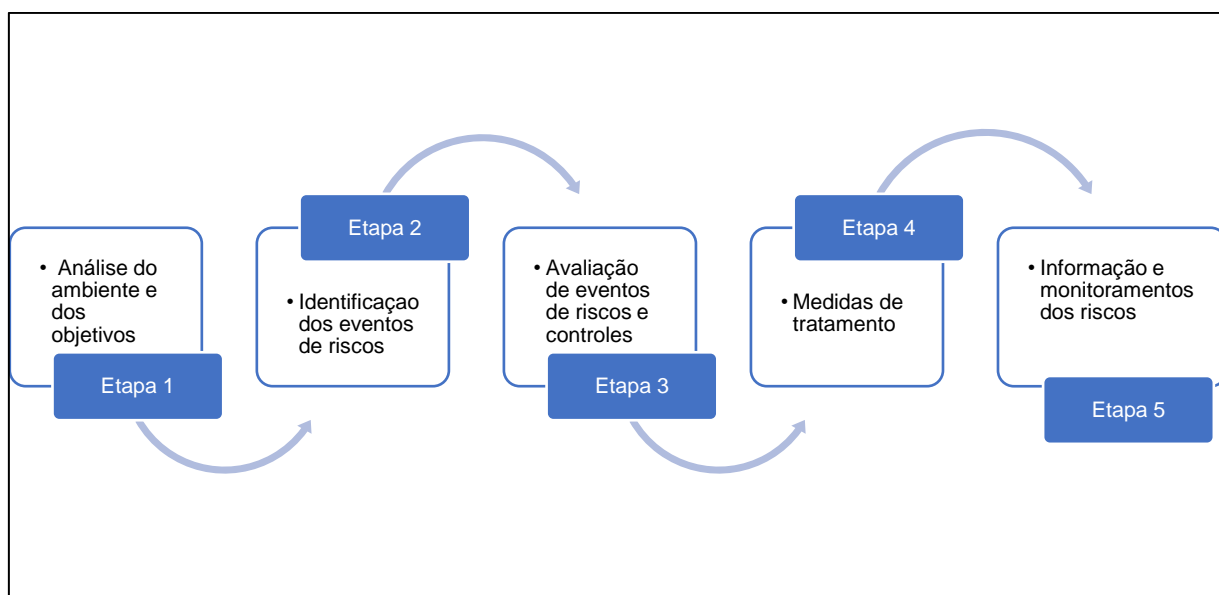 • Análise do
ambiente e
dos
objetivos
Etapa 1
Etapa 2
• Identificaçao
dos eventos
de riscos
• Avaliação
de eventos
de riscos e
controles
Etapa 3
Etapa 4
• Medidas de
tratamento
• Informação e
monitoramentos
dos riscos
Etapa 5